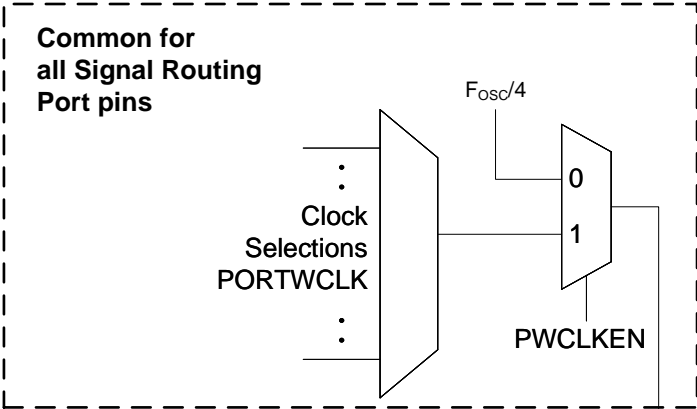 Common for
all Signal Routing
Port pins
FOSC/4
0
1
Clock
Selections
PORTWCLK
PWCLKEN